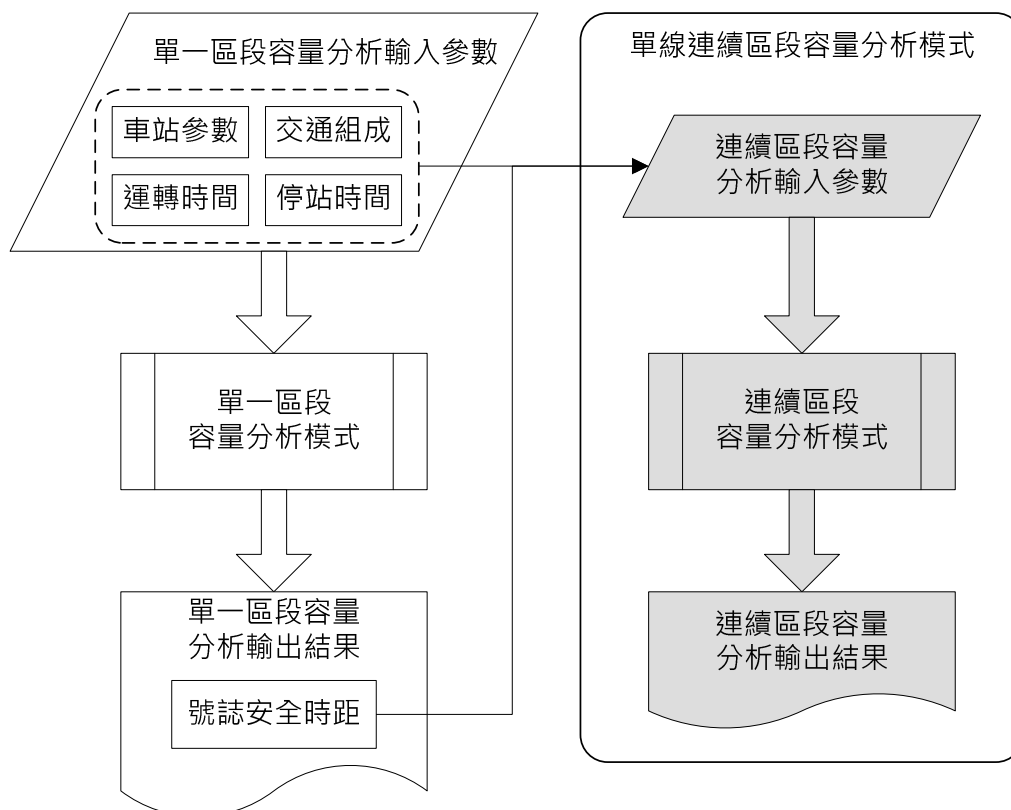 單一區段容量分析輸入參數
車站參數
交通組成
運轉時間
停站時間
單一區段
容量分析模式
單一區段容量
分析輸出結果
號誌安全時距
單線連續區段容量分析模式
連續區段容量
分析輸入參數
連續區段
容量分析模式
連續區段容量
分析輸出結果